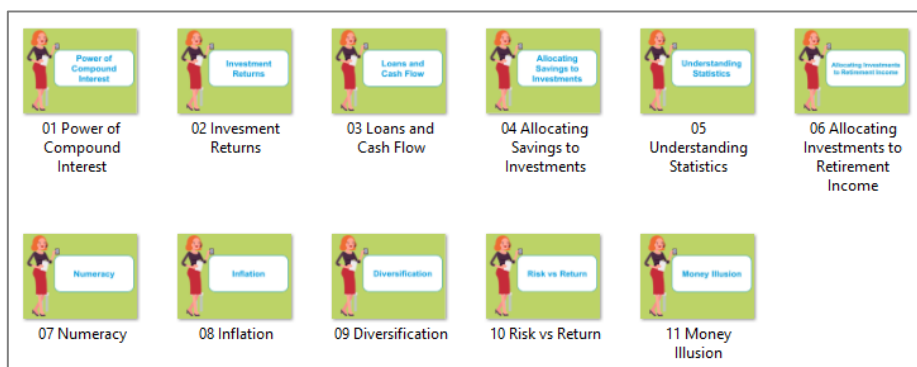 Power of
Compound
Interest
Investment
Returns
Loans and
Cash Flow
Allocating
Savings to
Investments
Understanding
Statistics
Allocating Investments
to Retirement Income
01 Power of
Compound
Interest
02 Invesment
Returns
03 Loans and
Cash Flow
04 Allocating
Savings to
Investments
05
Understanding
Statistics
06 Allocating
Investments to
Retirement
Income
Numeracy
Inflation
Diversification
Risk vs Return
Money Illusion
07 Numeracy
08 Inflation
09 Diversification
10 Risk vs Return
11 Money
Illusion